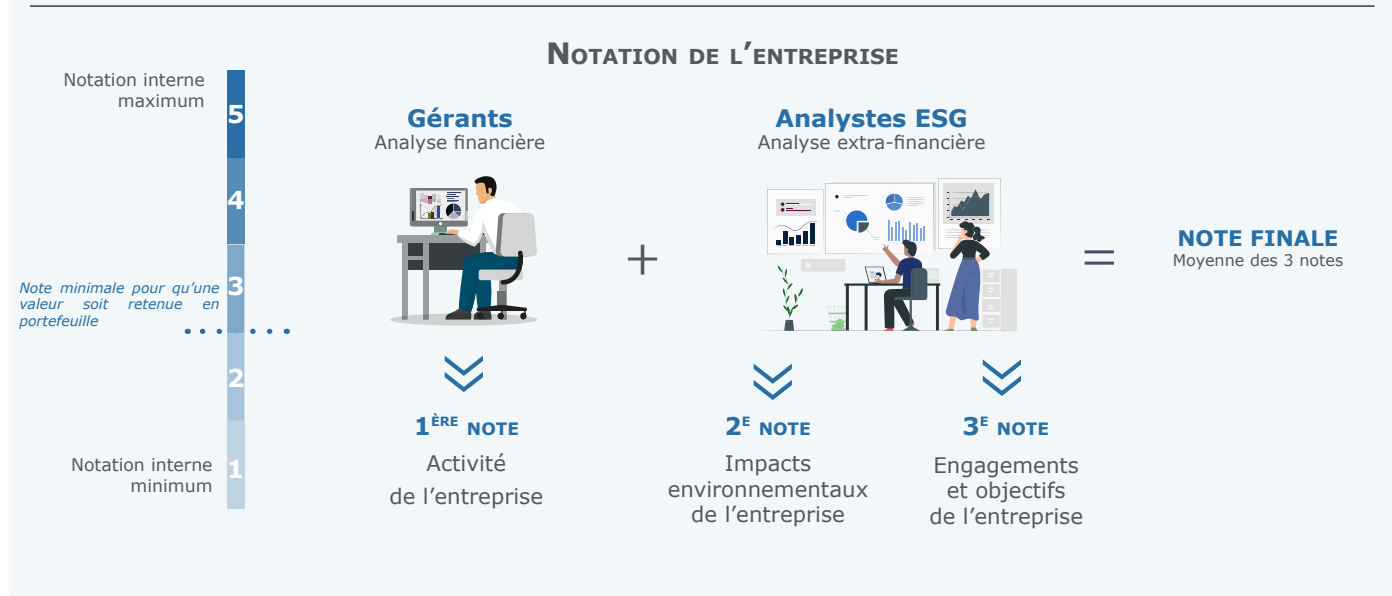 NOTATION DE L'ENTREPRISE
Notation interne
maximum
5
4
3
2
1
Note minimale pour qu'une
valeur soit retenue en
portefeuille
Notation interne
minimum
Gérants
Analyse financière
Analystes ESG
Analyse extra-financière
+
=
NOTE FINALE
Moyenne des 3 notes
1ÈRE NOTE
Activité
de l'entreprise
2E NOTE
Impacts
environnementaux
de l'entreprise
3E NOTE
Engagements
et objectifs
de l'entreprise